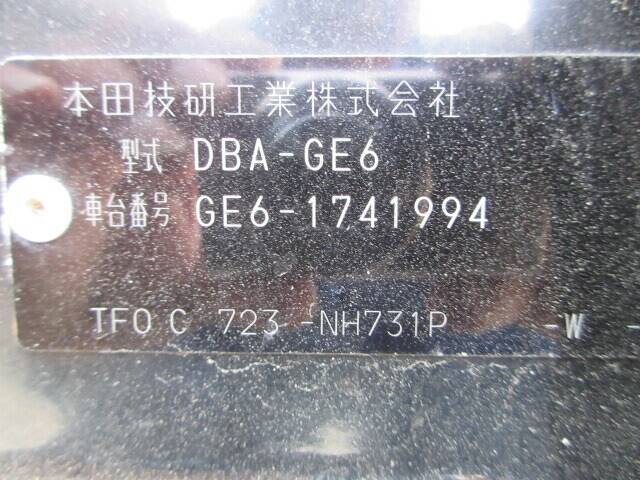 本田技研工業株式会社
型式 DBA-GE6
車台番号 GE6-1741994
TF0 C 723 -NH731P -W -